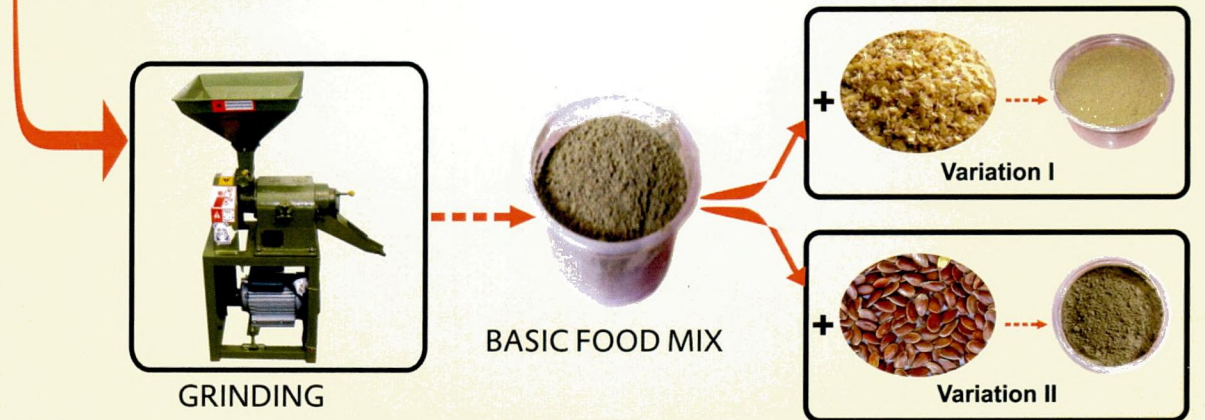 +
Variation I
BASIC FOOD MIX
+
Variation II
GRINDING